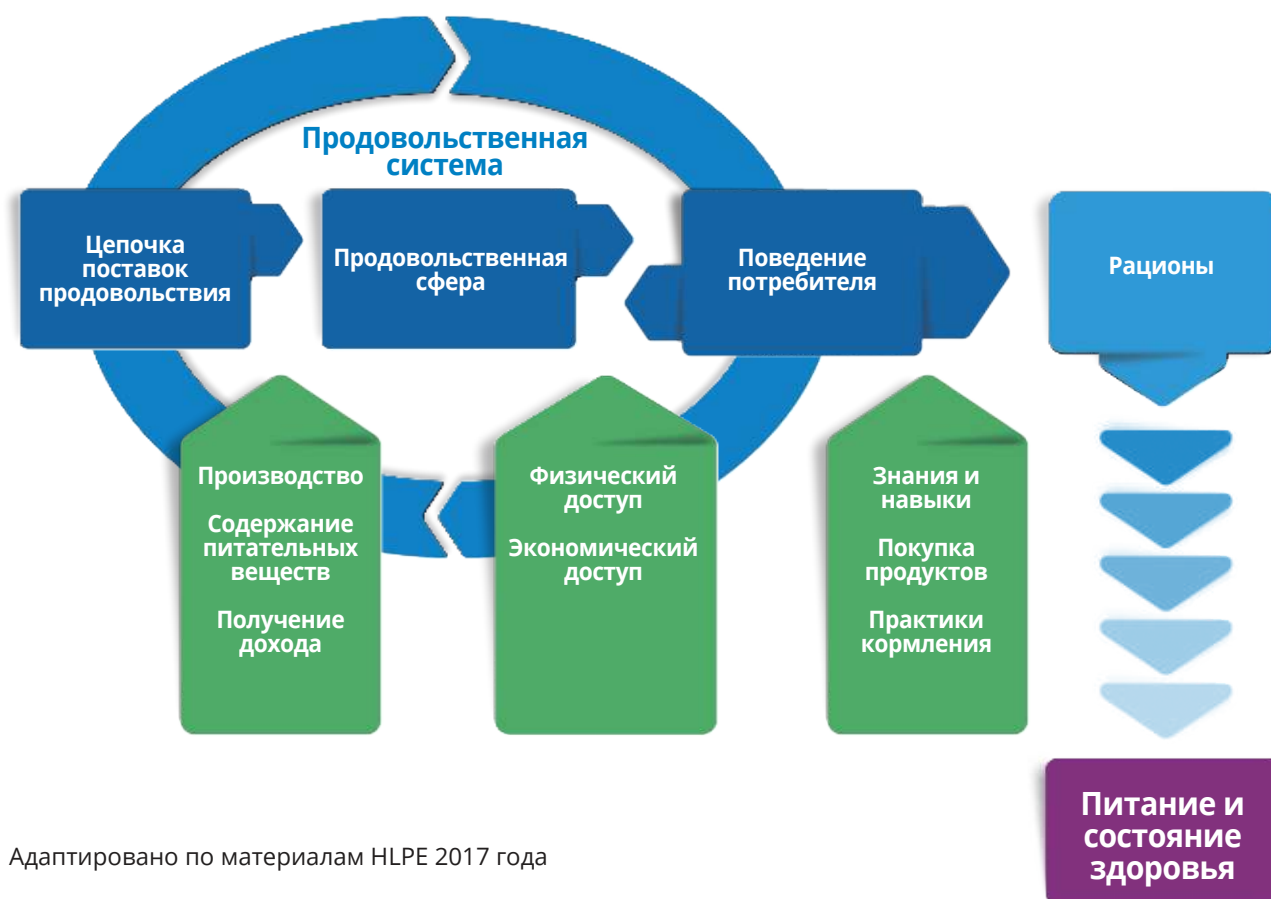 Продовольственная
система
Цепочка
поставок
продовольствия
Продовольственная
сфера
Поведение
потребителя
Рационы
Производство
Содержание
питательных
веществ
Получение
дохода
Физический
доступ
Экономический
доступ
Знания и
навыки
Покупка
продуктов
Практики
кормления
Питание и
состояние
здоровья
Адаптировано по материалам HLPE 2017 года